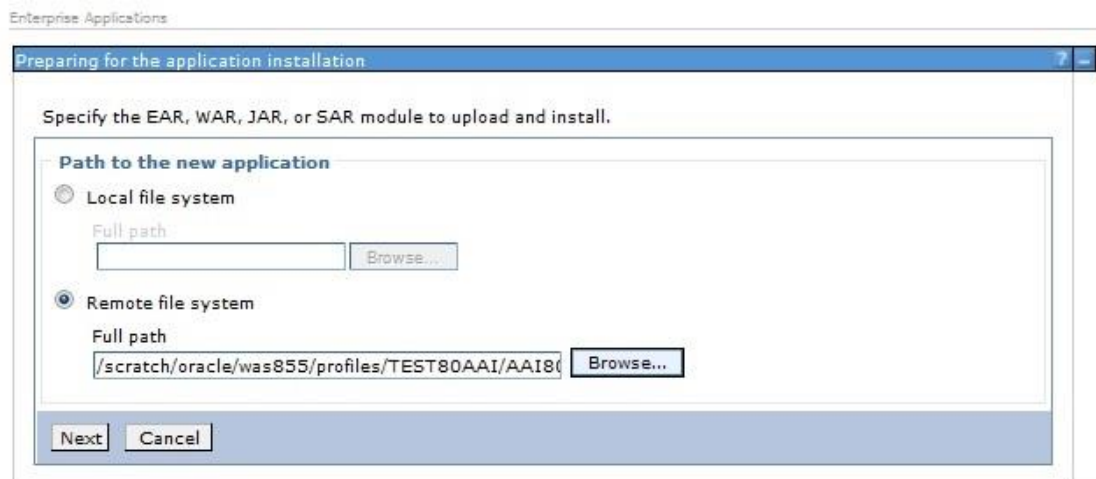 Enterprise Applications
Preparing for the application installation ? –
Specify the EAR, WAR, JAR, or SAR module to upload and install.
Path to the new application
Local file system
Full path
Browse...
Remote file system
Full path
/scratch/oracle/was855/profiles/TEST80AAI/AAI80 Browse...
Next Cancel